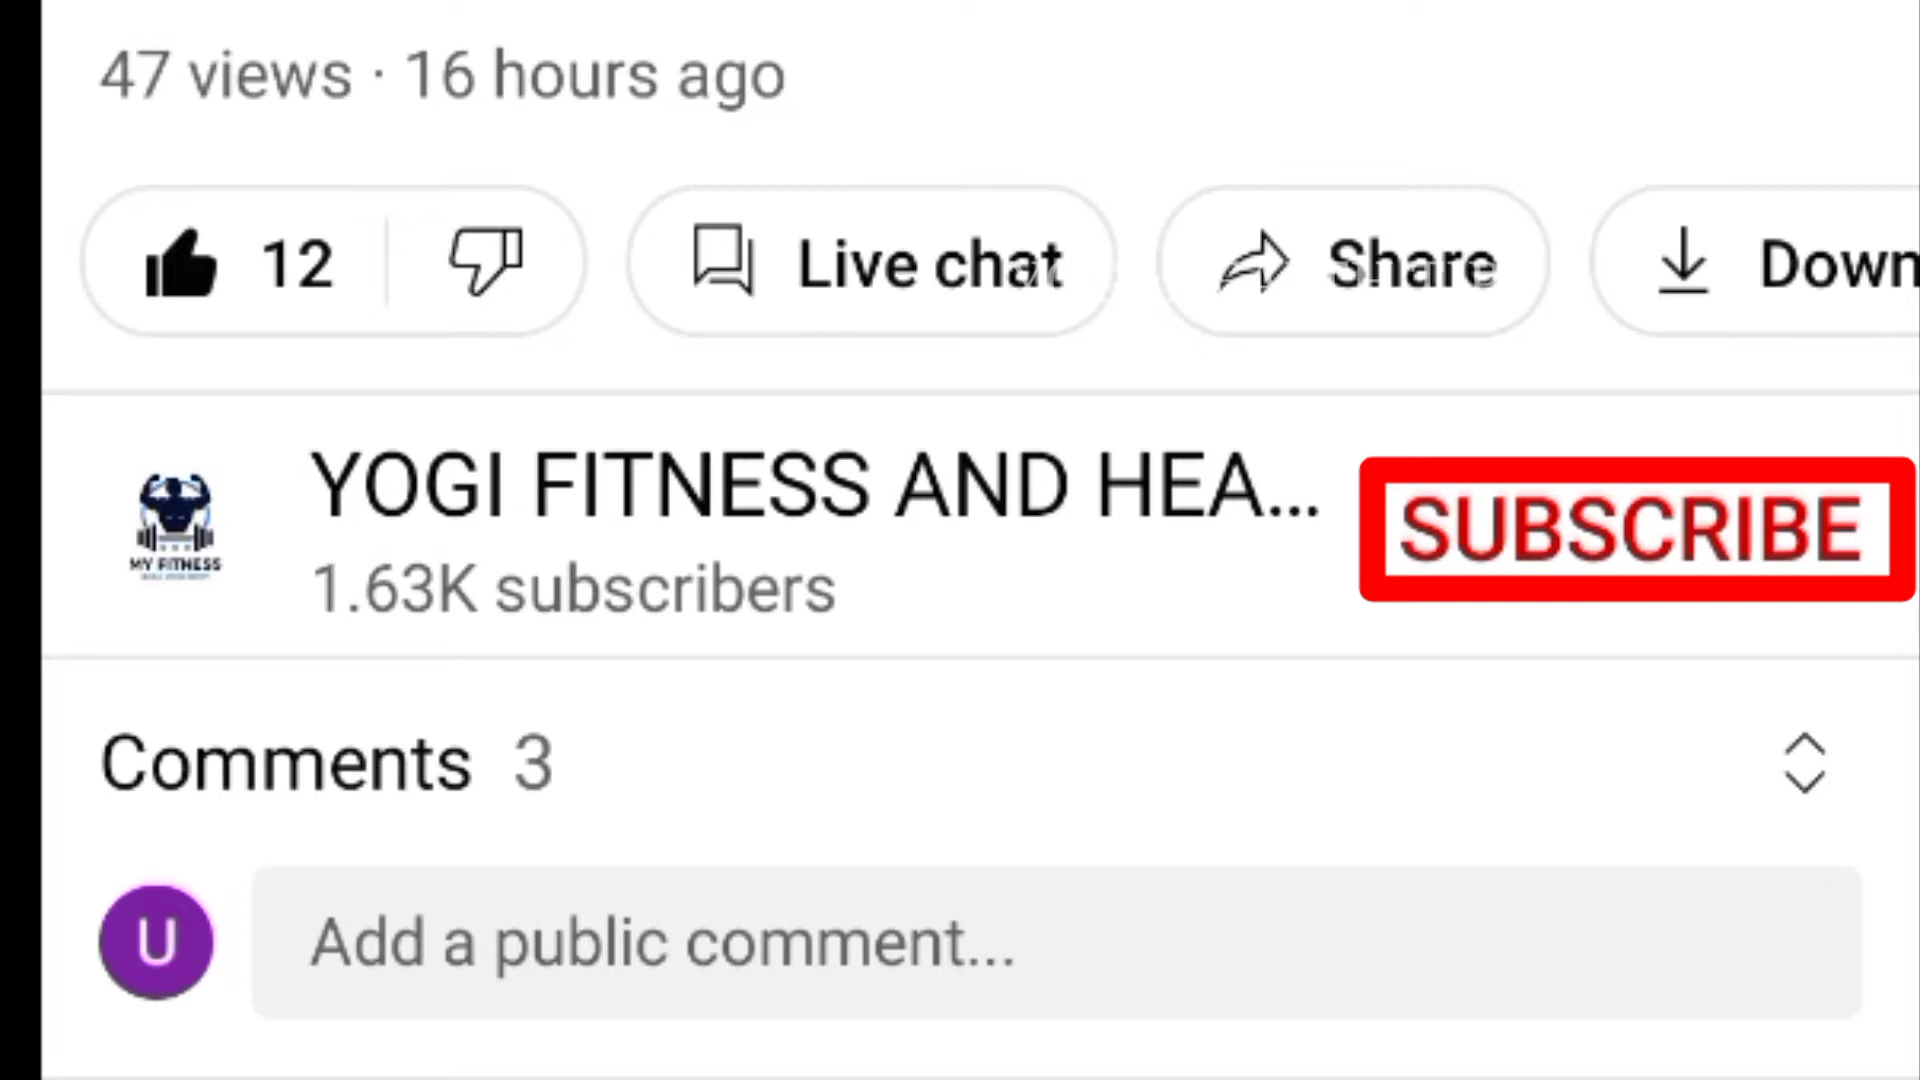 47 views · 16 hours ago
12
Live chat
Share
Down
YOGI FITNESS AND HEA...
SUBSCRIBE
MY FITNESS
1.63K subscribers
Comments 3
U
Add a public comment...